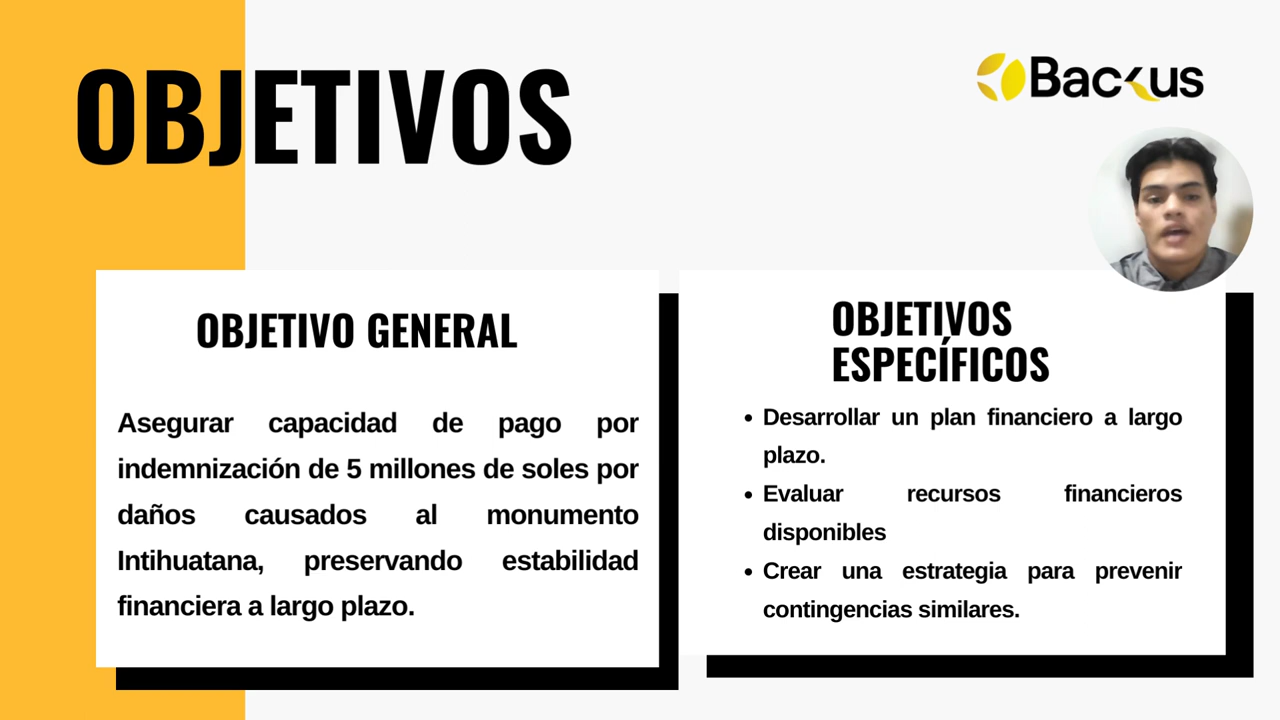 OBJETIVOS
Backus
OBJETIVO GENERAL
Asegurar capacidad de pago por
indemnización de 5 millones de soles por
daños causados al monumento
Intihuatana, preservando estabilidad
financiera a largo plazo.
OBJETIVOS
ESPECÍFICOS
• Desarrollar un plan financiero a largo
plazo.
• Evaluar recursos financieros
disponibles
• Crear una estrategia para prevenir
contingencias similares.